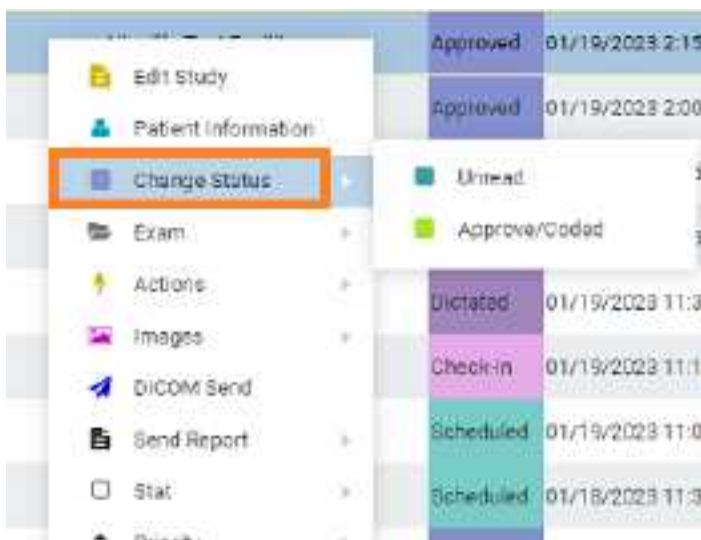 Approved 01/19/2023 2:15
Edit Study
Patient Information
Approved 01/19/2023 2:00
Change Status
Unread
Approve/Coded
Exam
Actions
Dictated 01/19/2023 11:3
Images
Check-In 01/19/2023 11:1
DICOM Send
Send Report
Scheduled 01/19/2023 11:0
Stat
Scheduled 01/18/2023 11:3